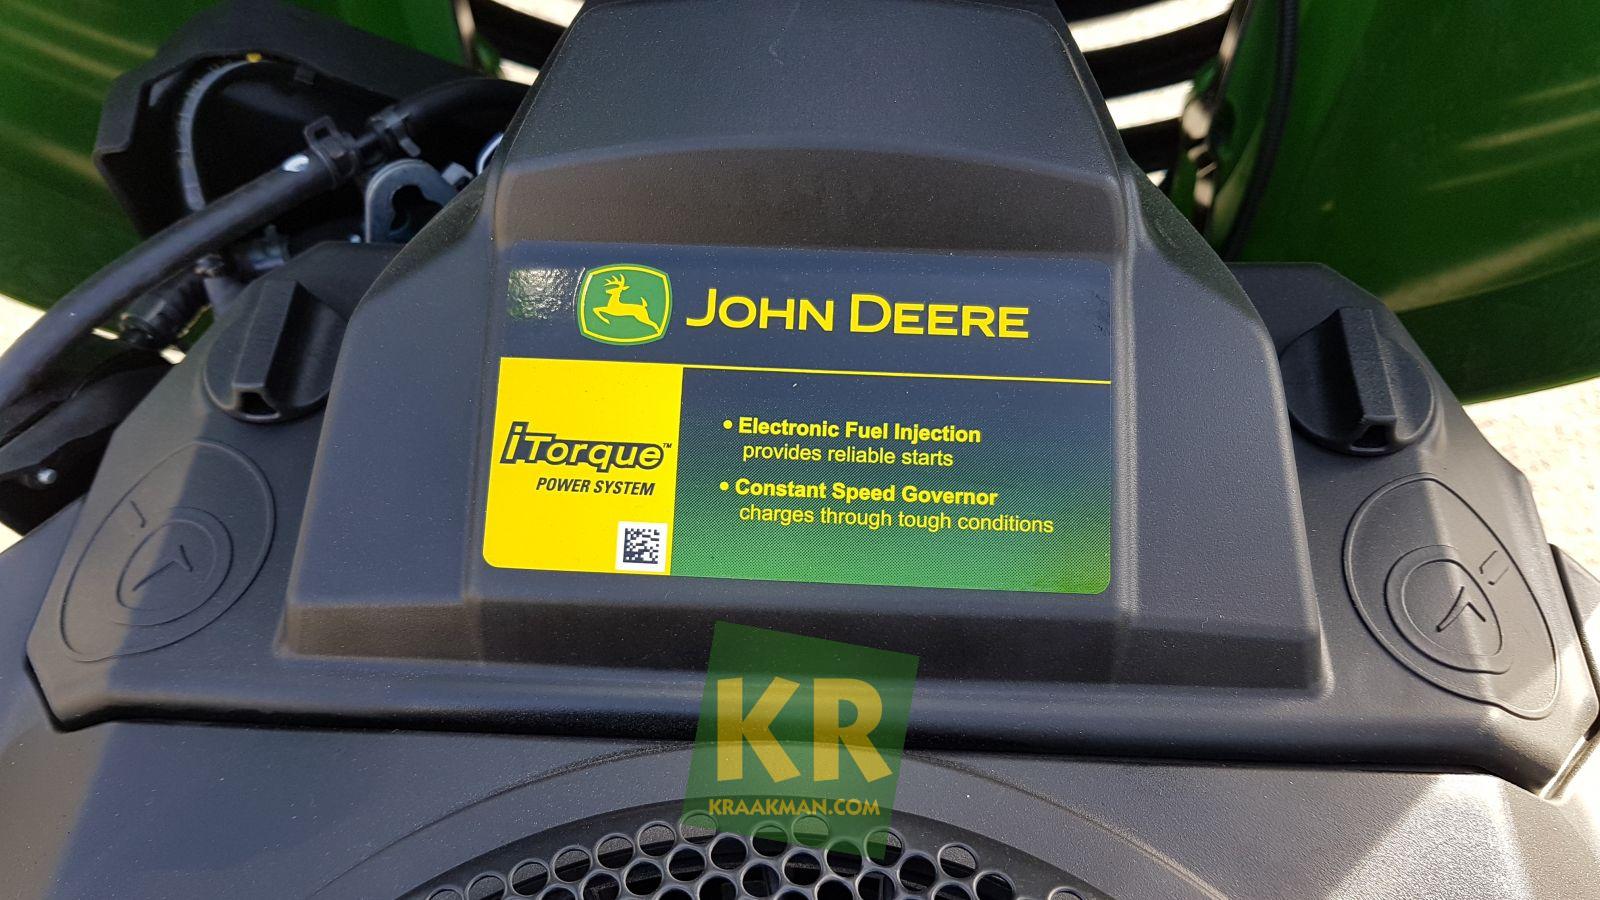 JOHN DEERE
iTorque™
POWER SYSTEM
• Electronic Fuel Injection
provides reliable starts
• Constant Speed Governor
charges through tough conditions
KR
KRAAKMAN.COM